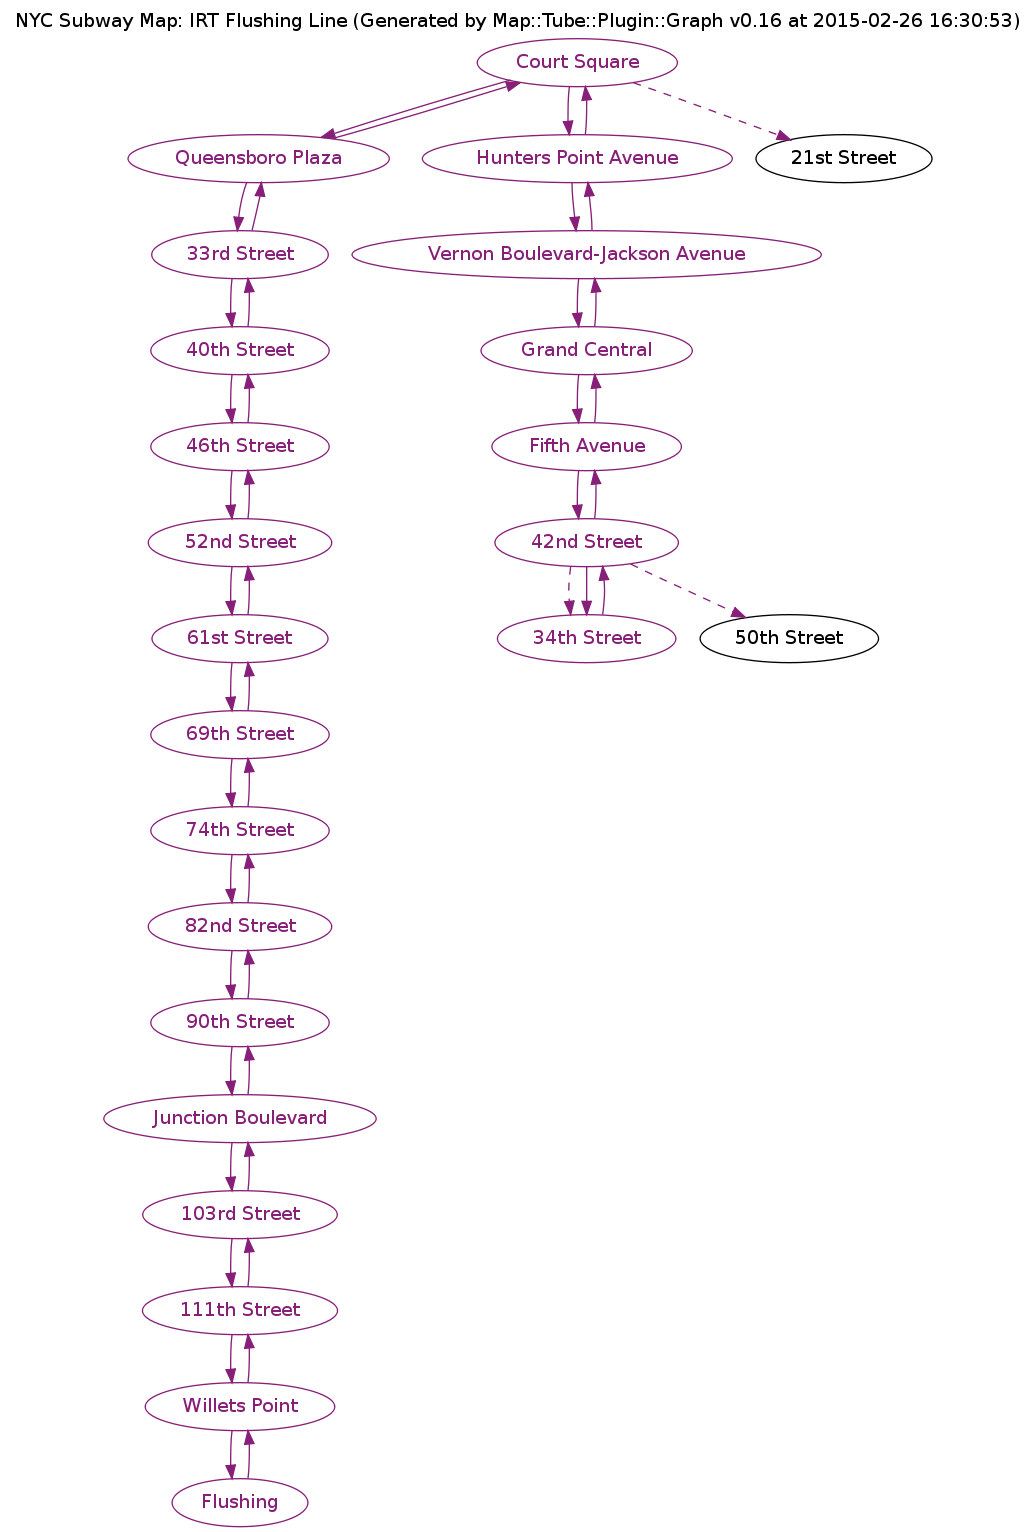 NYC Subway Map: IRT Flushing Line (Generated by Map::Tube::Plugin::Graph v0.16 at 2015-02-26 16:30:53)
Court Square
Queensboro Plaza
Hunters Point Avenue
21st Street
33rd Street
Vernon Boulevard-Jackson Avenue
40th Street
Grand Central
46th Street
Fifth Avenue
52nd Street
42nd Street
61st Street
34th Street
50th Street
69th Street
74th Street
82nd Street
90th Street
Junction Boulevard
103rd Street
111th Street
Willets Point
Flushing